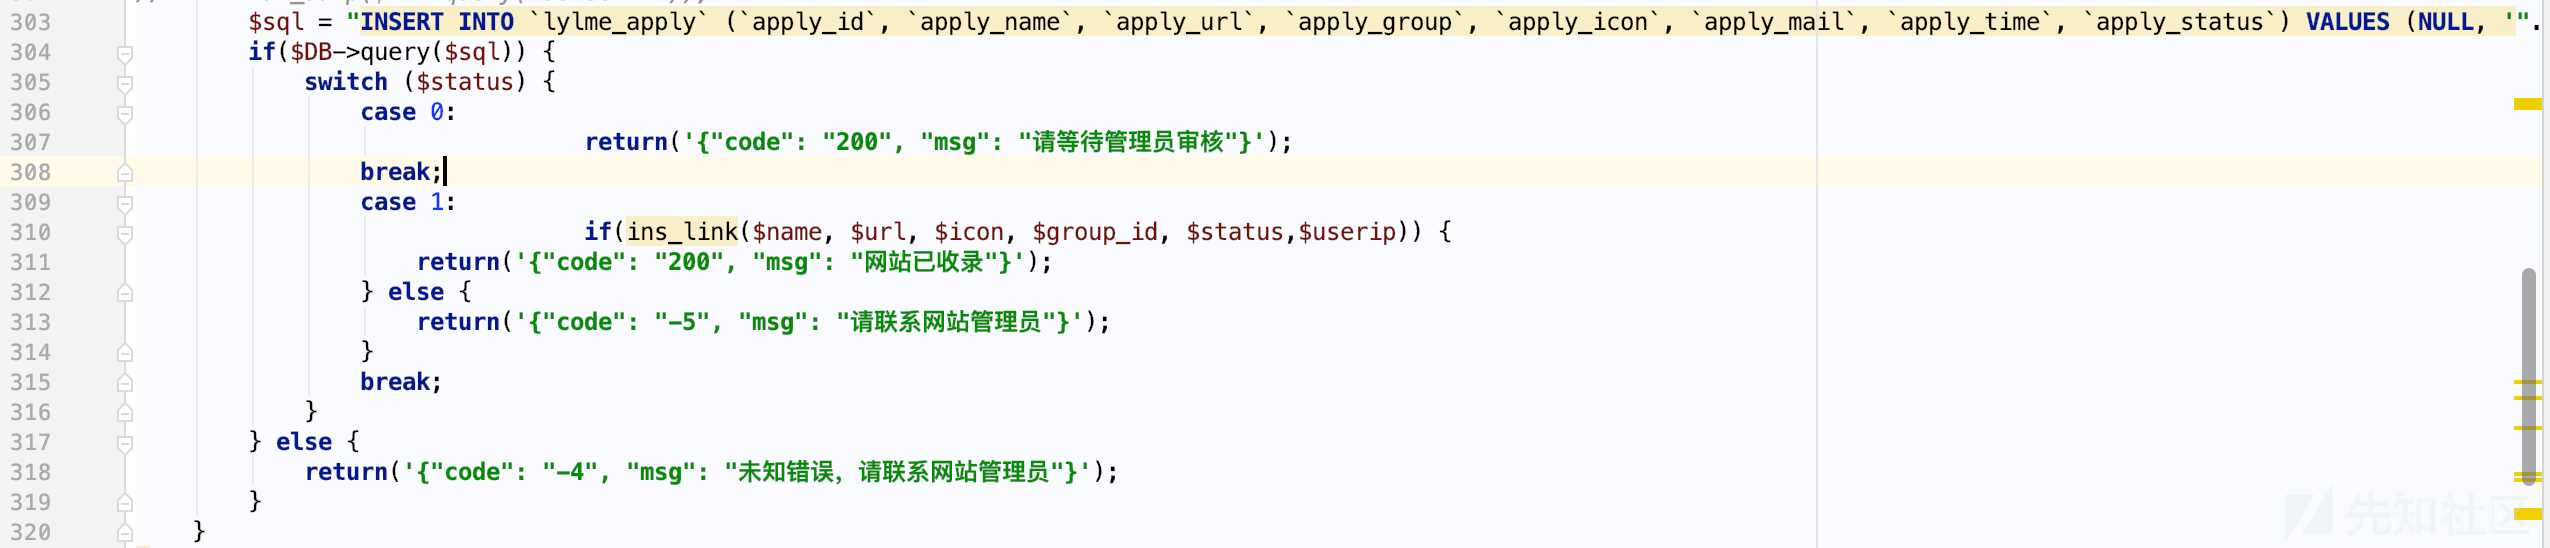 303 $sql = "INSERT INTO `lylme_apply` (`apply_id`, `apply_name`, `apply_url`, `apply_group`, `apply_icon`, `apply_mail`, `apply_time`, `apply_status`) VALUES (NULL, '".
304 if($DB->query($sql)) {
305 switch ($status) {
306 case 0:
307 return('{"code": "200", "msg": "请等待管理员审核"}');
308 break;
309 case 1:
310 if(ins_link($name, $url, $icon, $group_id, $status,$userip)) {
311 return('{"code": "200", "msg": "网站已收录"}');
312 } else {
313 return('{"code": "-5", "msg": "请联系网站管理员"}');
314 }
315 break;
316 }
317 } else {
318 return('{"code": "-4", "msg": "未知错误，请联系网站管理员"}');
319 }
320 }
先知社区